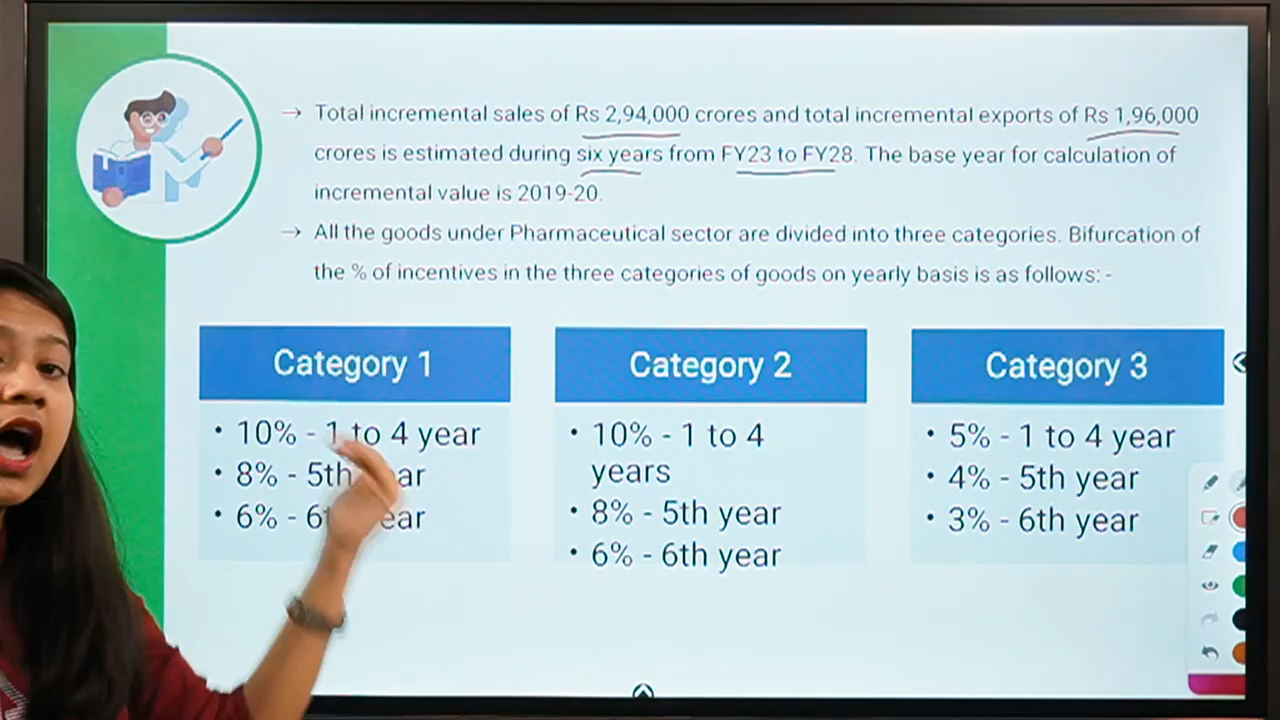 → Total incremental sales of Rs 2,94,000 crores and total incremental exports of Rs 1,96,000
crores is estimated during six years from FY23 to FY28. The base year for calculation of
incremental value is 2019-20.
→ All the goods under Pharmaceutical sector are divided into three categories. Bifurcation of
the % of incentives in the three categories of goods on yearly basis is as follows: -
Category 1
• 10% - 1 to 4 year
• 8% - 5th ar
• 6% - 6 ear
Category 2
• 10% - 1 to 4
years
• 8% - 5th year
• 6% - 6th year
Category 3
• 5% - 1 to 4 year
• 4% - 5th year
• 3% - 6th year